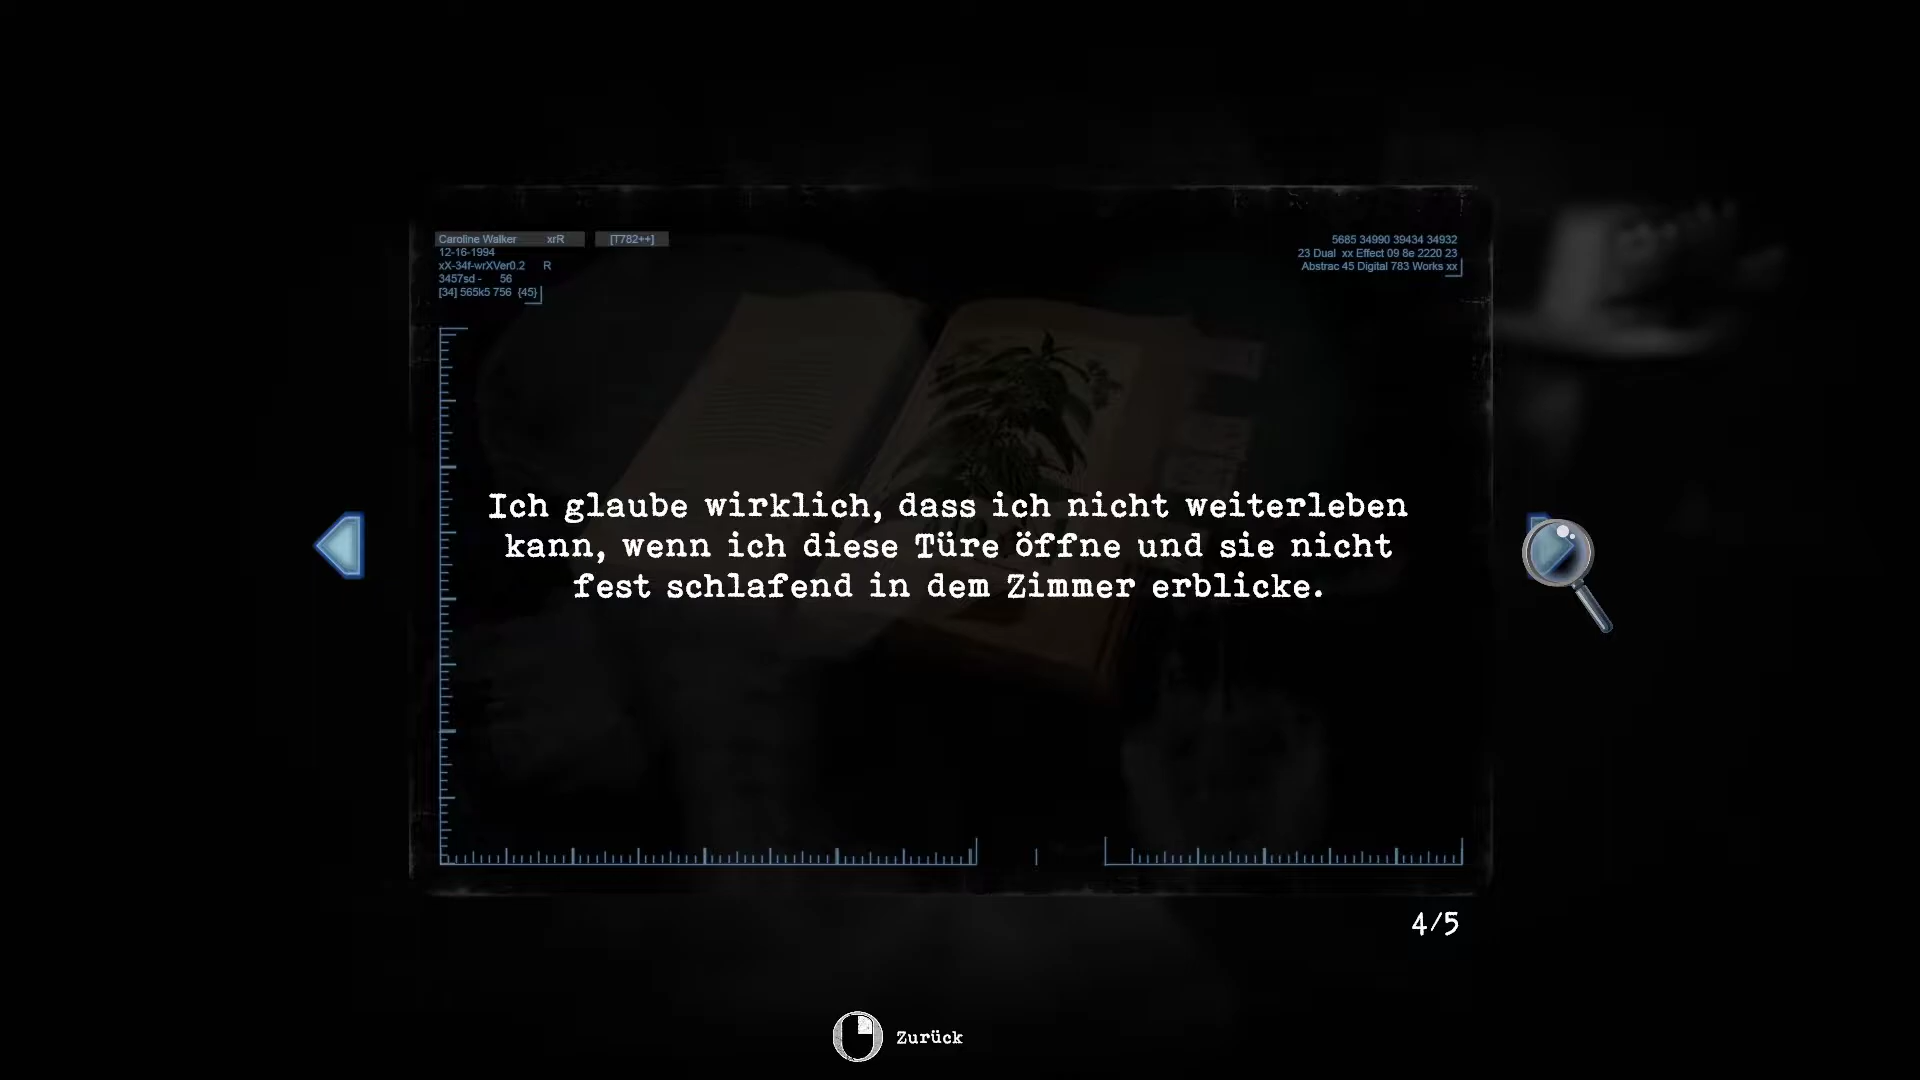 Caroline Walker xrR [T782++]
12-16-1994
xX-34f-wrXVer0.2 R
3457sd - 56
[34] 565k5 756 {45}
5685 34990 39434 34932
23 Dual xx Effect 09 8e 2220 23
Abstrac 45 Digital 783 Works xx
Ich glaube wirklich, dass ich nicht weiterleben
kann, wenn ich diese Türe öffne und sie nicht
fest schlafend in dem Zimmer erblicke.
4/5
Zurück